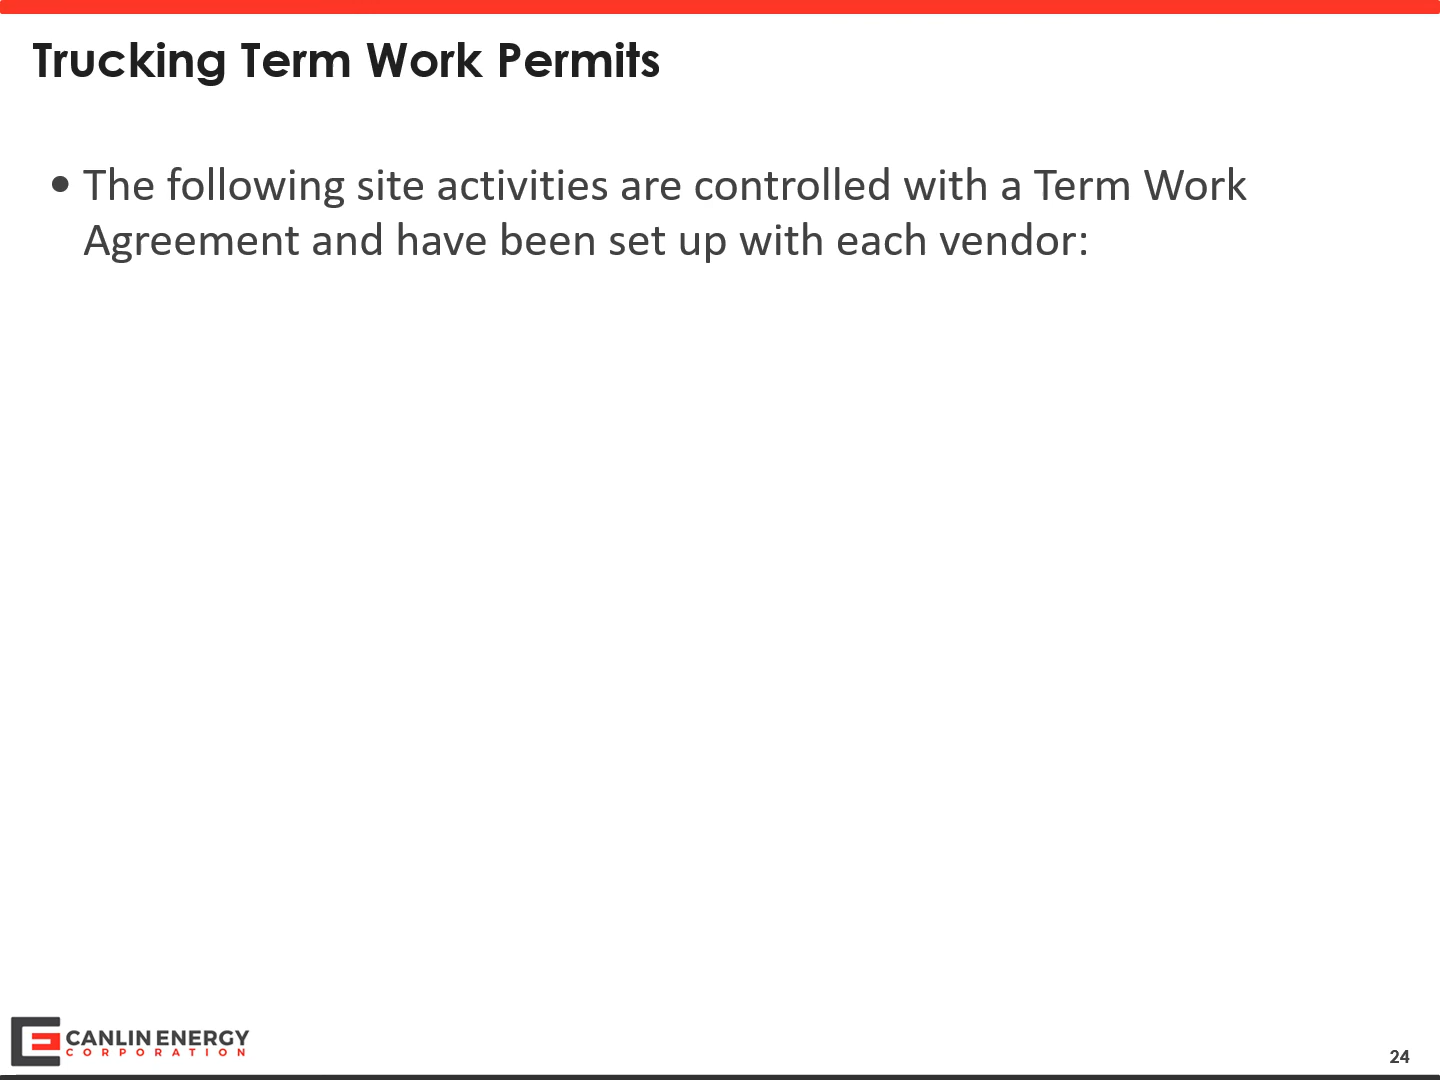 Trucking Term Work Permits
• The following site activities are controlled with a Term Work
Agreement and have been set up with each vendor:
CANLIN ENERGY
CORPORATION
24